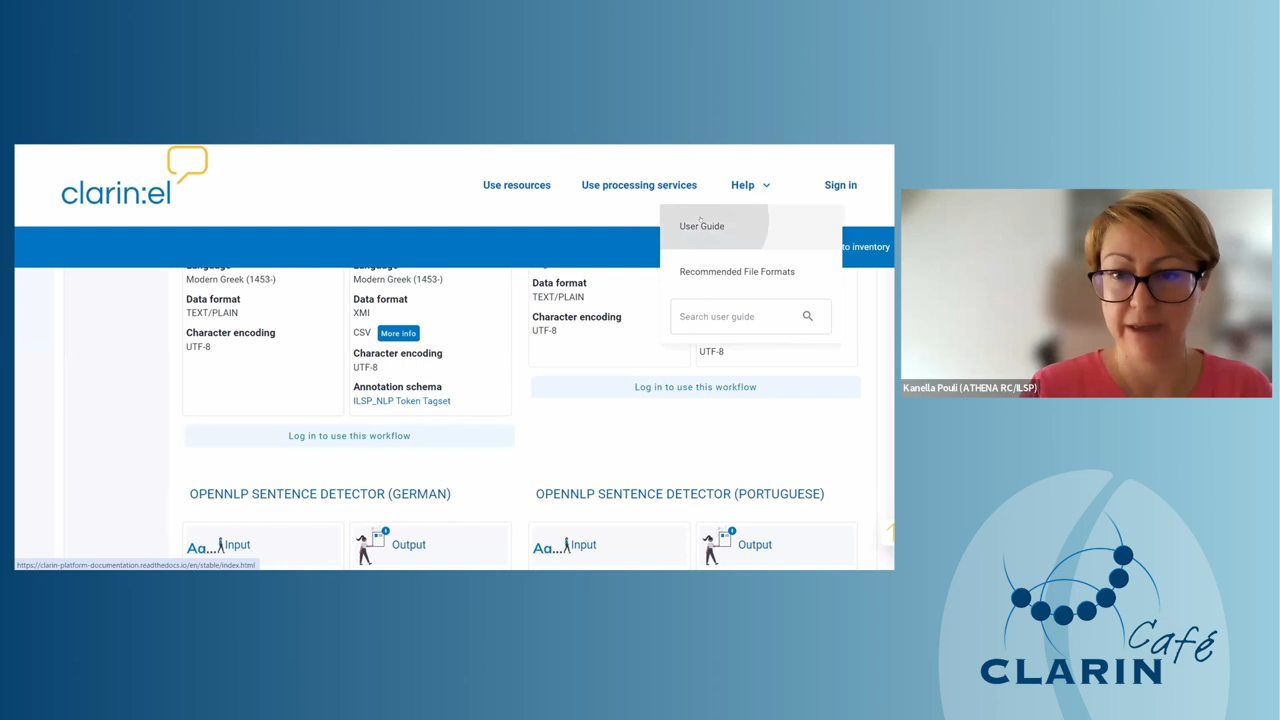 clarin:el
Use resources
Use processing services
Help
Sign in
to inventory
User Guide
Recommended File Formats
Search user guide
Language
Modern Greek (1453-)
Data format
TEXT/PLAIN
Character encoding
UTF-8
Modern Greek (1453-)
Data format
XMI
CSV More info
Character encoding
UTF-8
Annotation schema
ILSP_NLP Token Tagset
Log in to use this workflow
Data format
TEXT/PLAIN
Character encoding
UTF-8
UTF-8
Log in to use this workflow
OPENNLP SENTENCE DETECTOR (GERMAN)
Aa... Input
Output
OPENNLP SENTENCE DETECTOR (PORTUGUESE)
Aa... Input
Output
https://clarin-platform-documentation.readthedocs.io/en/stable/index.html
Kanella Pouli (ATHENA RC/ILSP)
Café
CLARIN